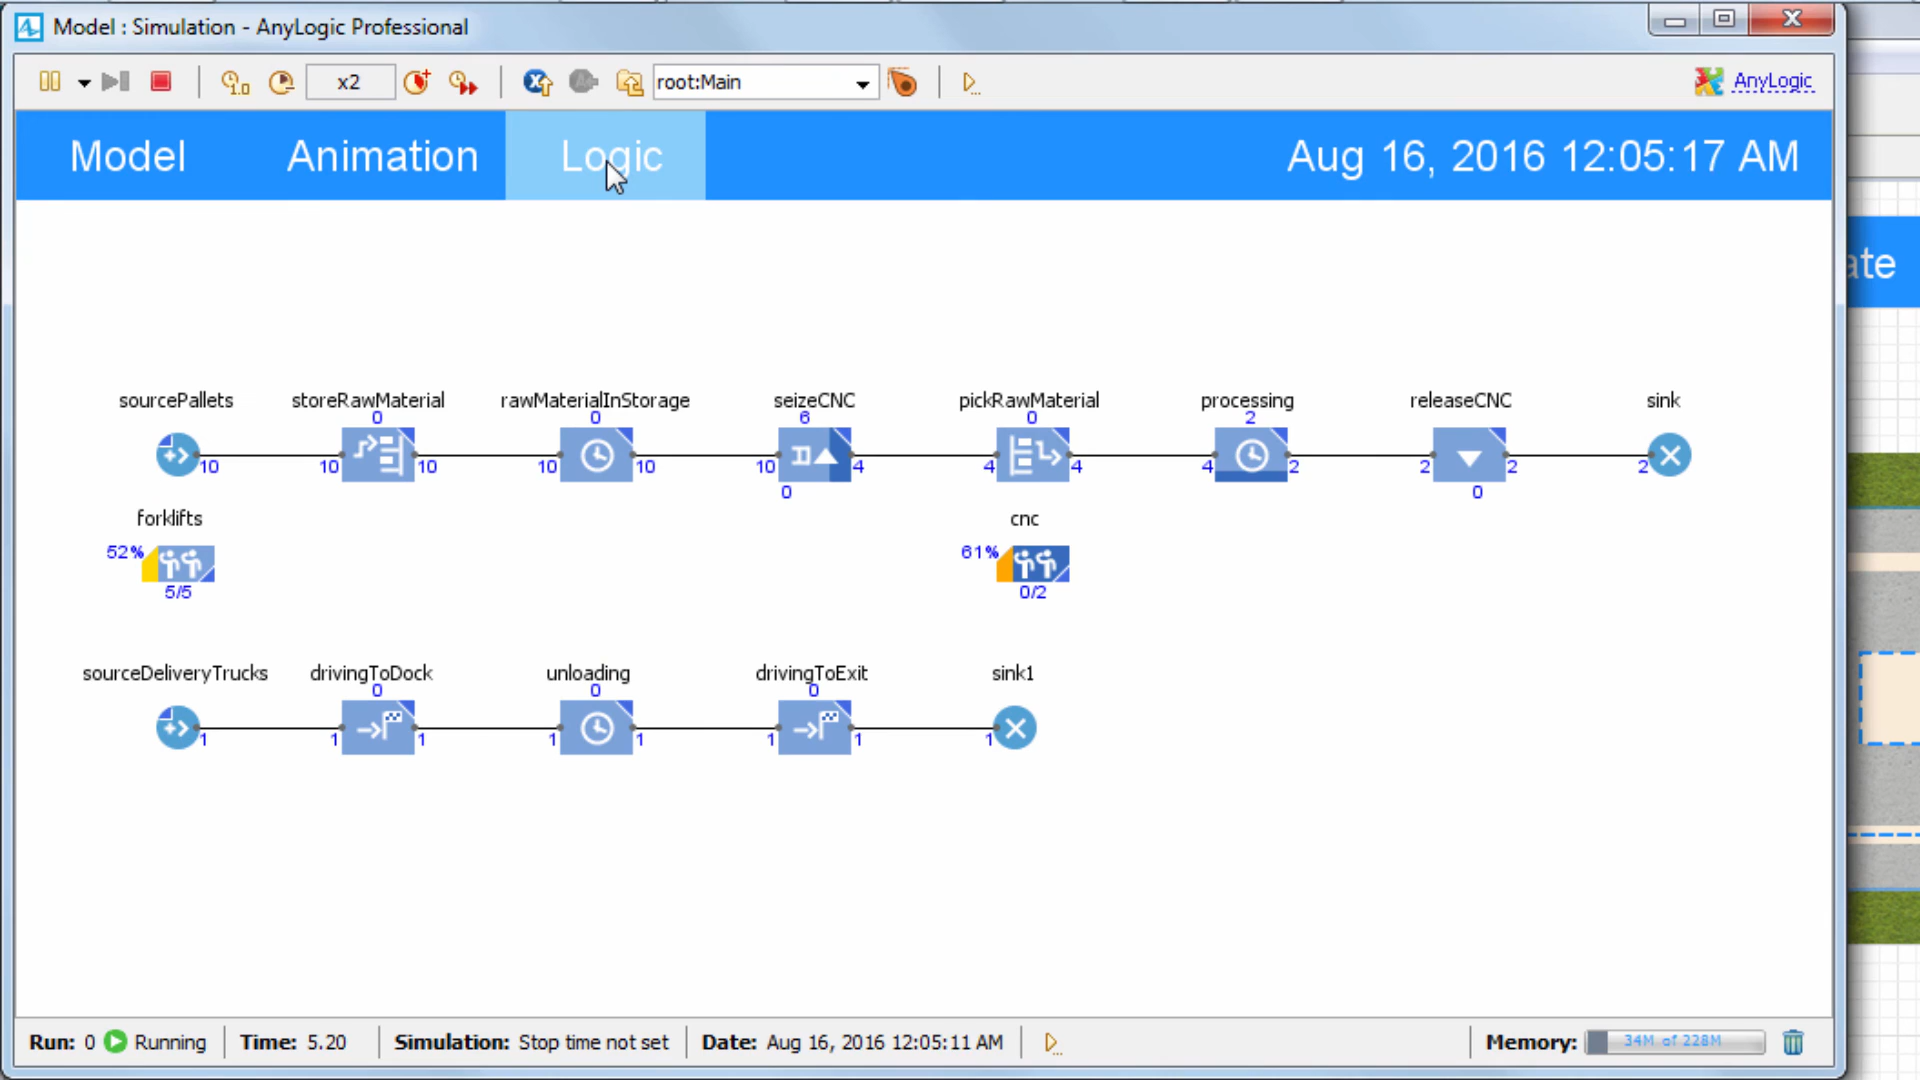 Model : Simulation - AnyLogic Professional
x2
root:Main
AnyLogic
Model Animation Logic Aug 16, 2016 12:05:17 AM
ate
sourcePallets storeRawMaterial rawMaterialInStorage seizeCNC pickRawMaterial processing releaseCNC sink
0 0 6 0 2
10 10 10 10 10 10 4 4 4 4 2 2 2 2
0 0
forklifts cnc
52% 61%
5/5 0/2
sourceDeliveryTrucks drivingToDock unloading drivingToExit sink1
0 0 0
1 1 1 1 1 1 1 1
Run: 0 Running Time: 5.20 Simulation: Stop time not set Date: Aug 16, 2016 12:05:11 AM Memory: 34M of 228M